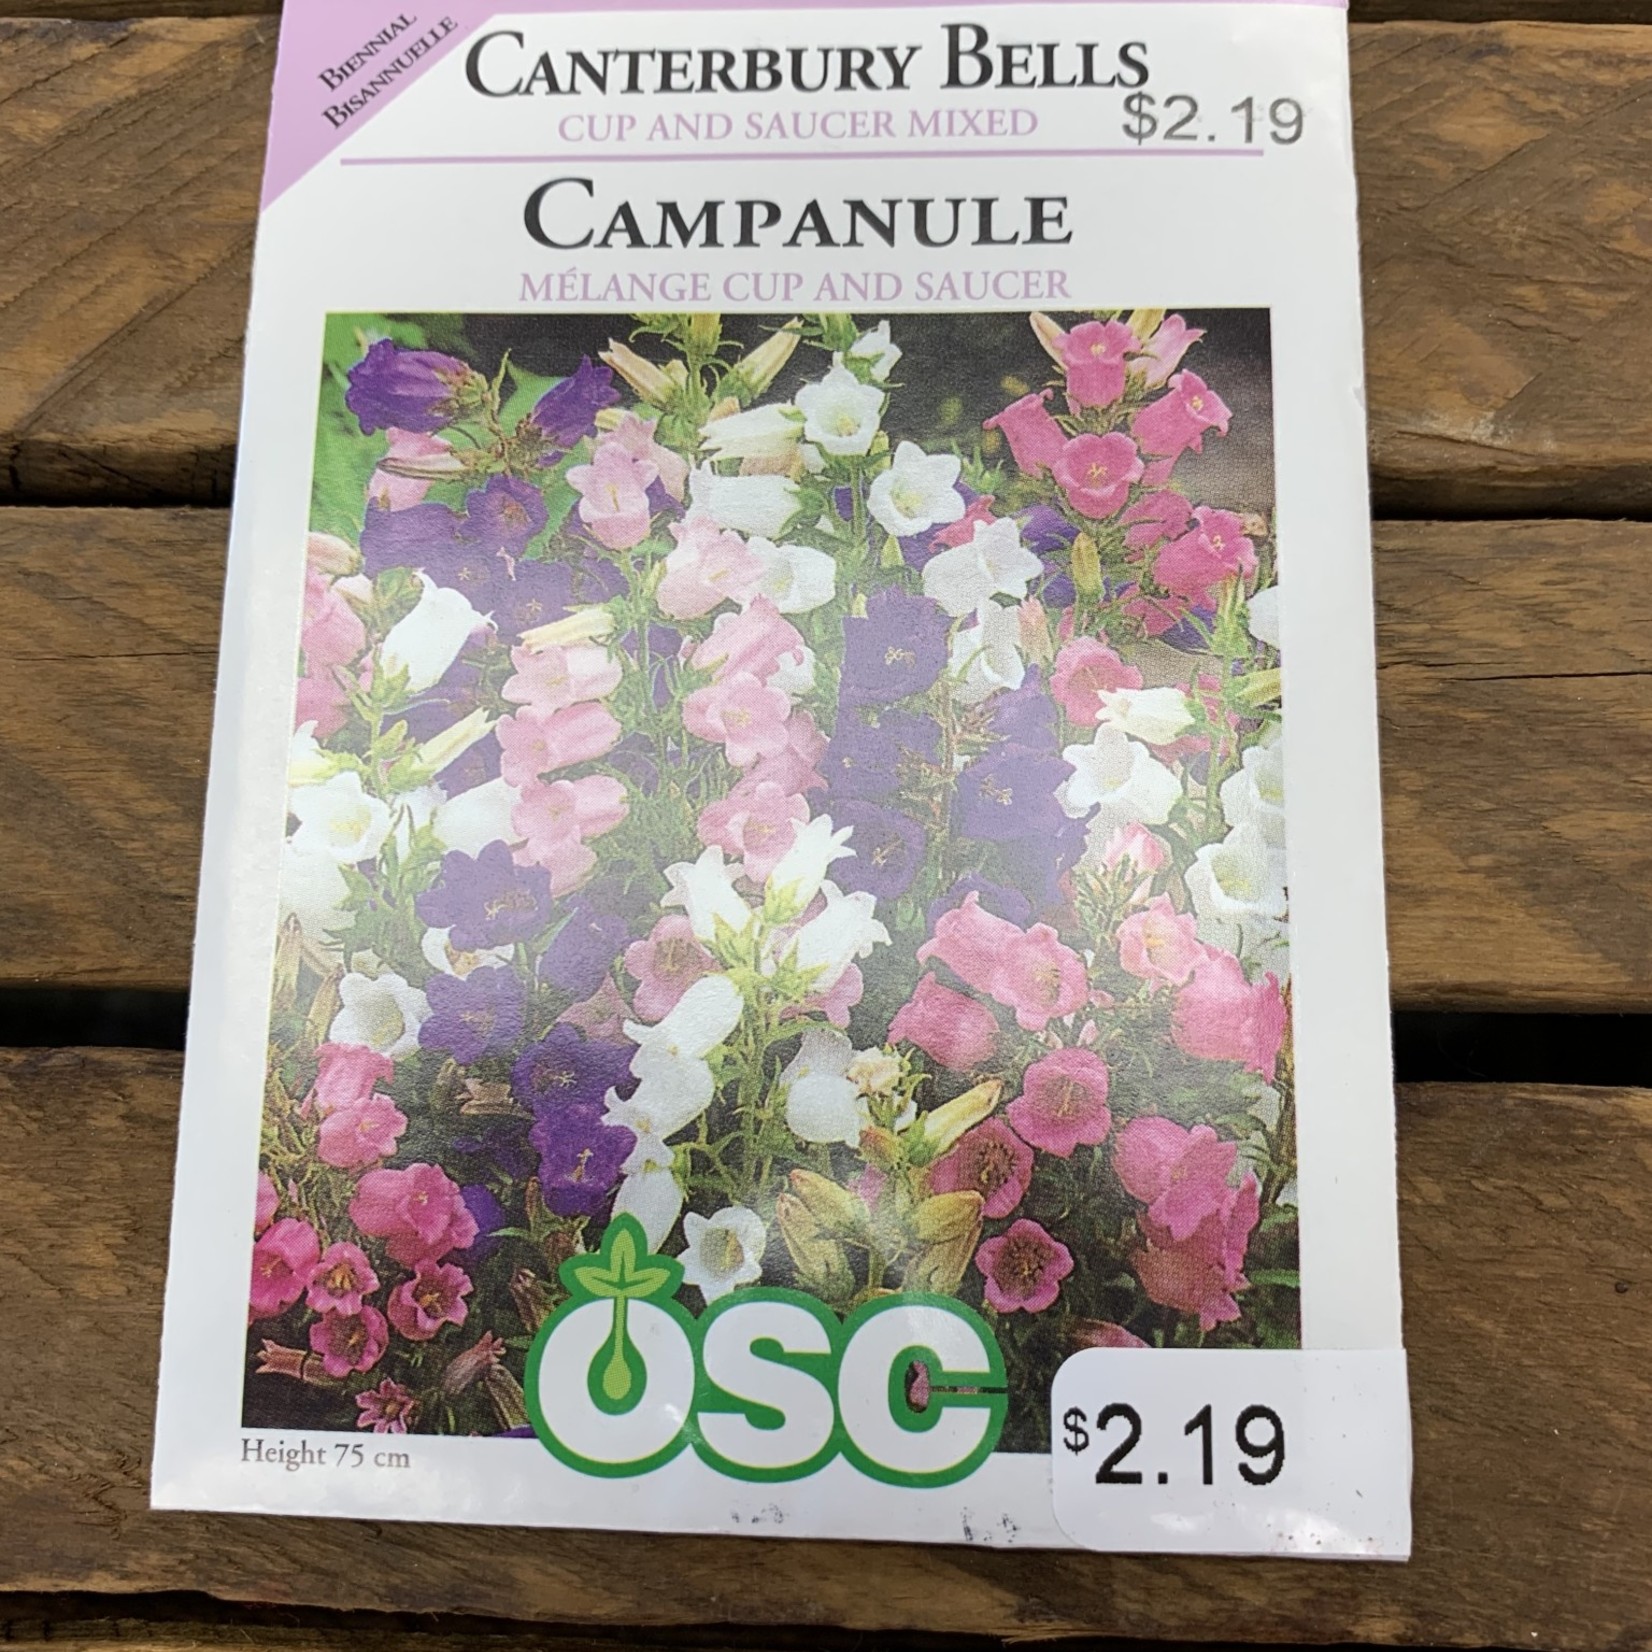 BIENNIAL
BISANNUELLE
CANTERBURY BELLS
CUP AND SAUCER MIXED
$2.19
CAMPANULE
MÉLANGE CUP AND SAUCER
OSC
Height 75 cm
$2.19